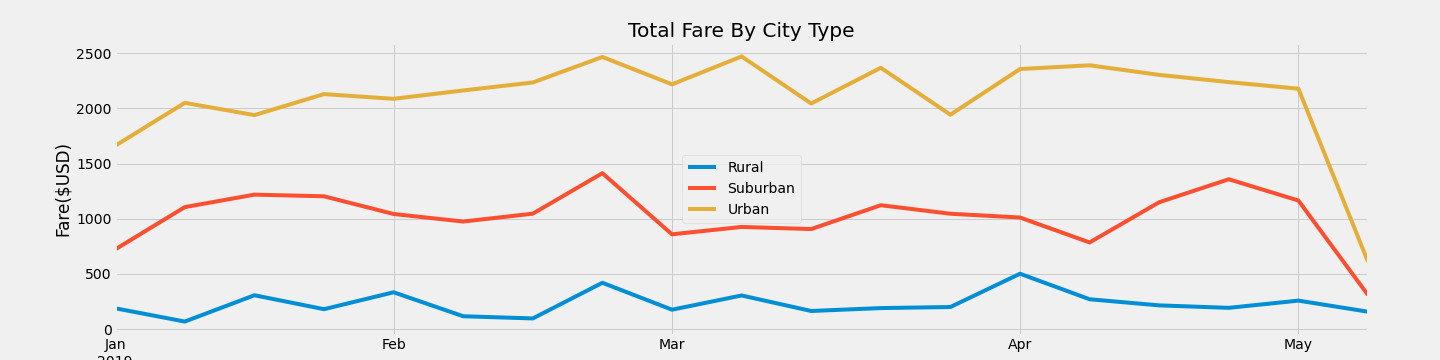 Total Fare By City Type
Fare($USD)
2500
2000
1500
1000
500
0
Rural
Suburban
Urban
Jan Feb Mar Apr May
2019